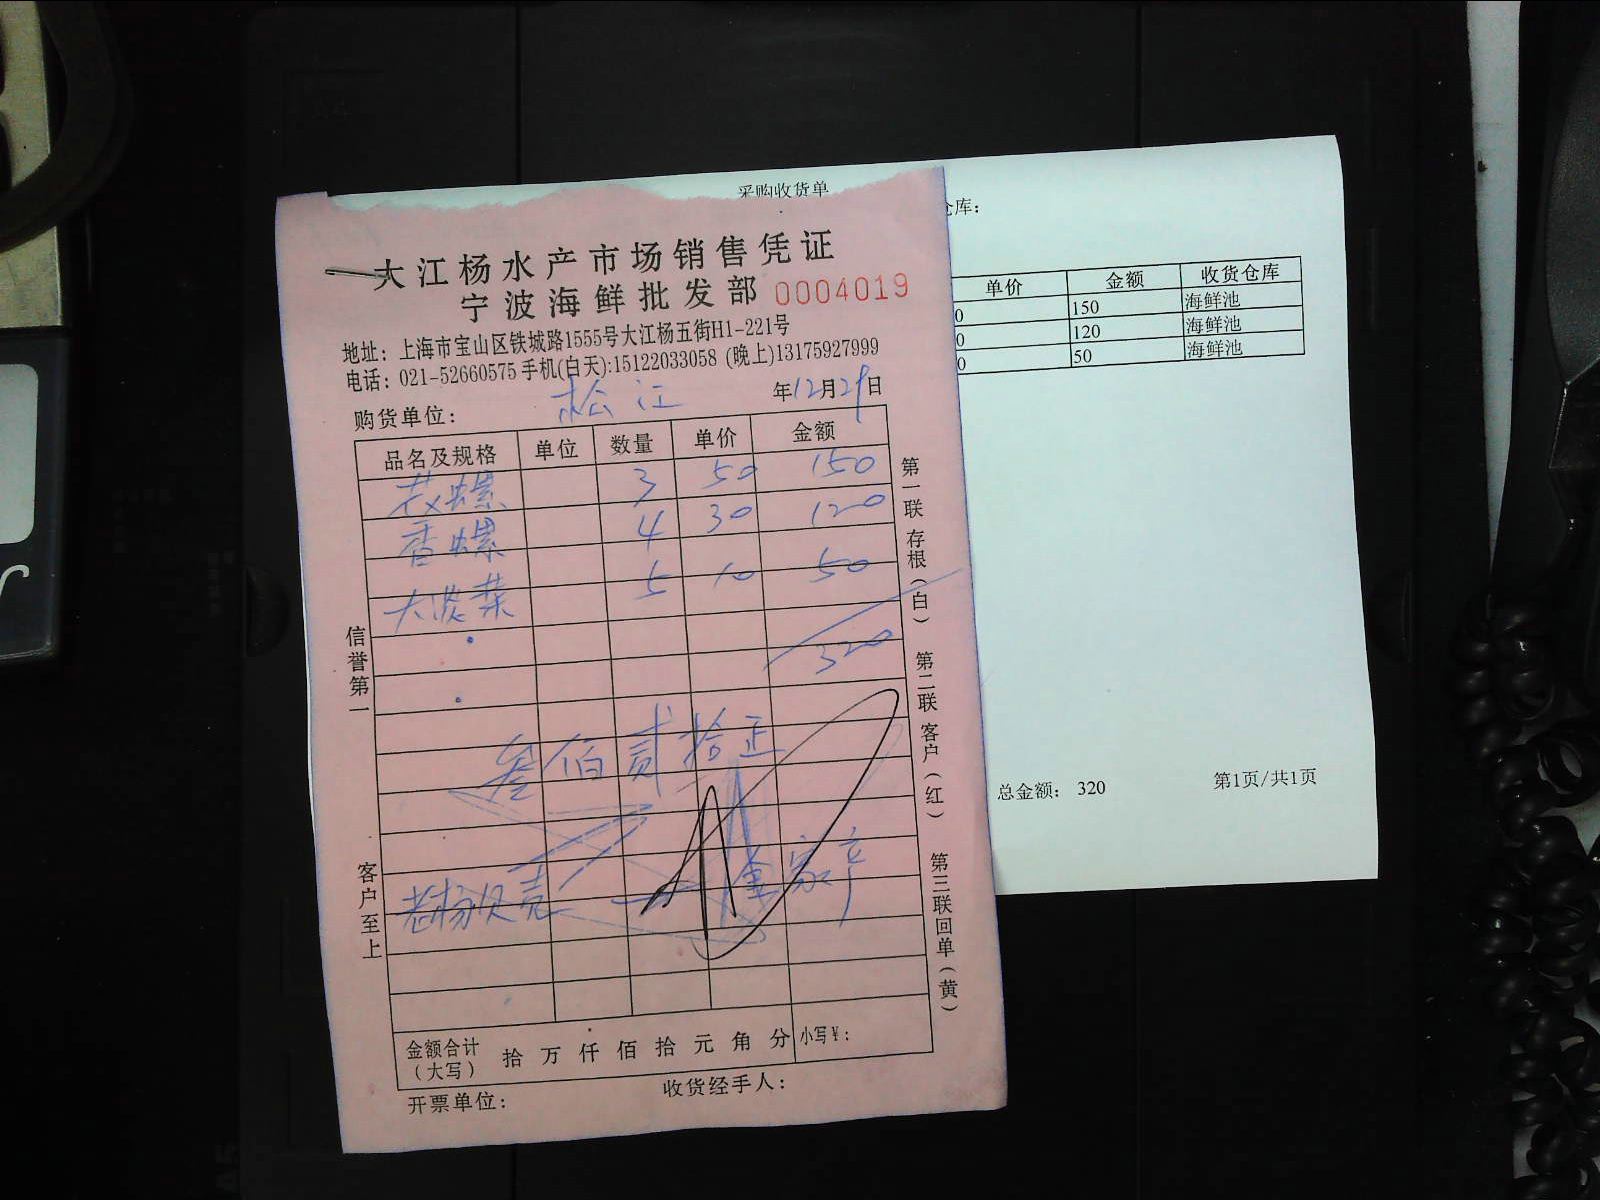 采购收货单
仓库：
单价 金额 收货仓库
0 150 海鲜池
0 120 海鲜池
0 50 海鲜池
总金额： 320 第1页/共1页
大江杨水产市场销售凭证
宁波海鲜批发部 0004019
地址：上海市宝山区铁城路1555号大江杨五街H1-221号
电话：021-52660575 手机(白天):15122033058 (晚上)13175927999
购货单位： 松江 年12月29日
品名及规格 单位 数量 单价 金额
花螺 3 50 150
香螺 4 30 120
大淡菜 5 10 50
320
叁佰贰拾正
老杨贝壳
金额合计（大写） 拾 万 仟 佰 拾 元 角 分 小写¥：
开票单位： 收货经手人：
信誉第一
客户至上
第一联存根（白）
第二联客户（红）
第三联回单（黄）